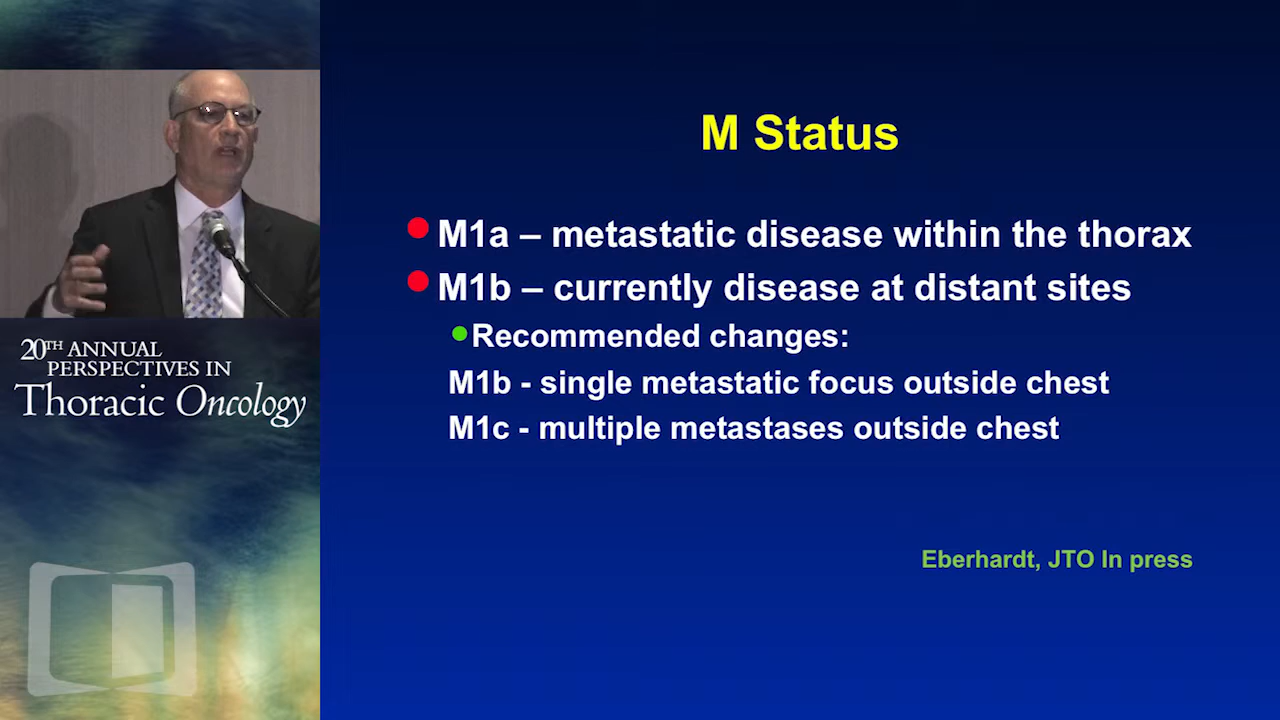 M Status
M1a – metastatic disease within the thorax
M1b – currently disease at distant sites
Recommended changes:
M1b - single metastatic focus outside chest
M1c - multiple metastases outside chest
Eberhardt, JTO In press
20TH ANNUAL
PERSPECTIVES IN
Thoracic Oncology